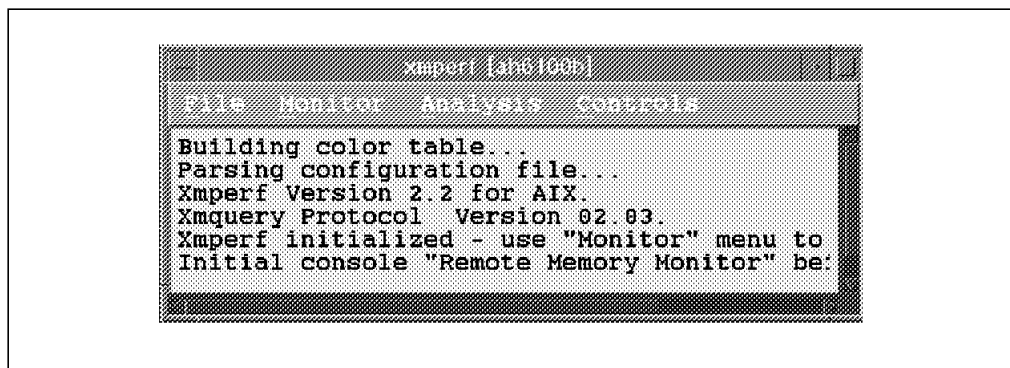 xmperf [ah6100b]
File Monitor Analysis Controls
Building color table...
Parsing configuration file...
Xmperf Version 2.2 for AIX.
Xmquery Protocol  Version 02.03.
Xmperf initialized - use "Monitor" menu to
Initial console "Remote Memory Monitor" be